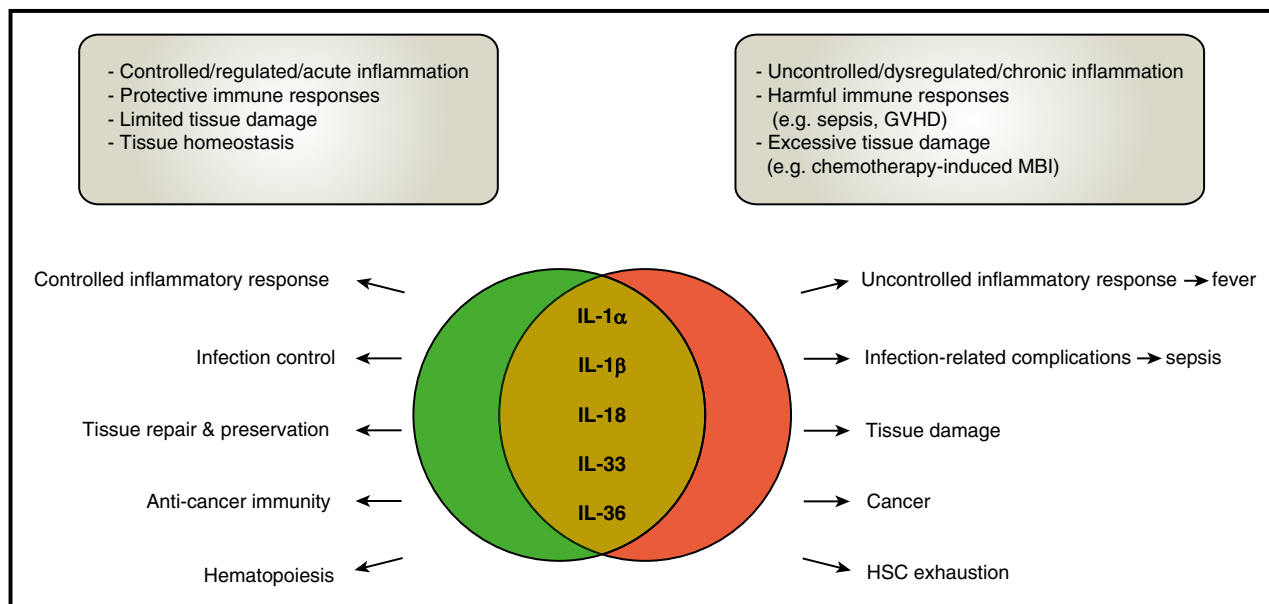 - Controlled/regulated/acute inflammation
- Protective immune responses
- Limited tissue damage
- Tissue homeostasis
- Uncontrolled/dysregulated/chronic inflammation
- Harmful immune responses
(e.g. sepsis, GVHD)
- Excessive tissue damage
(e.g. chemotherapy-induced MBI)
Controlled inflammatory response
Infection control
Tissue repair & preservation
Anti-cancer immunity
Hematopoiesis
IL-1α
IL-1β
IL-18
IL-33
IL-36
Uncontrolled inflammatory response → fever
Infection-related complications → sepsis
Tissue damage
Cancer
HSC exhaustion